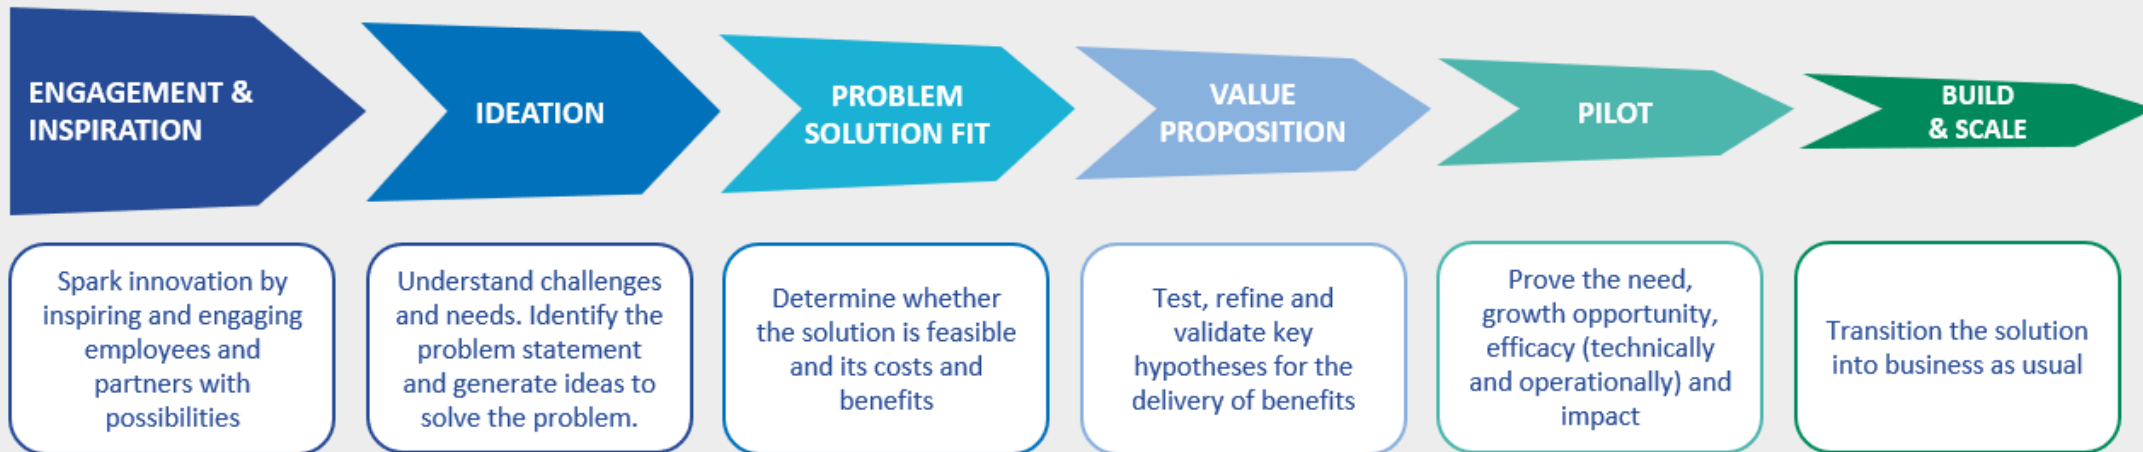 ENGAGEMENT &
INSPIRATION
IDEATION
PROBLEM
SOLUTION FIT
VALUE
PROPOSITION
PILOT
BUILD
& SCALE
Spark innovation by
inspiring and engaging
employees and
partners with
possibilities
Understand challenges
and needs. Identify the
problem statement
and generate ideas to
solve the problem.
Determine whether
the solution is feasible
and its costs and
benefits
Test, refine and
validate key
hypotheses for the
delivery of benefits
Prove the need,
growth opportunity,
efficacy (technically
and operationally) and
impact
Transition the solution
into business as usual